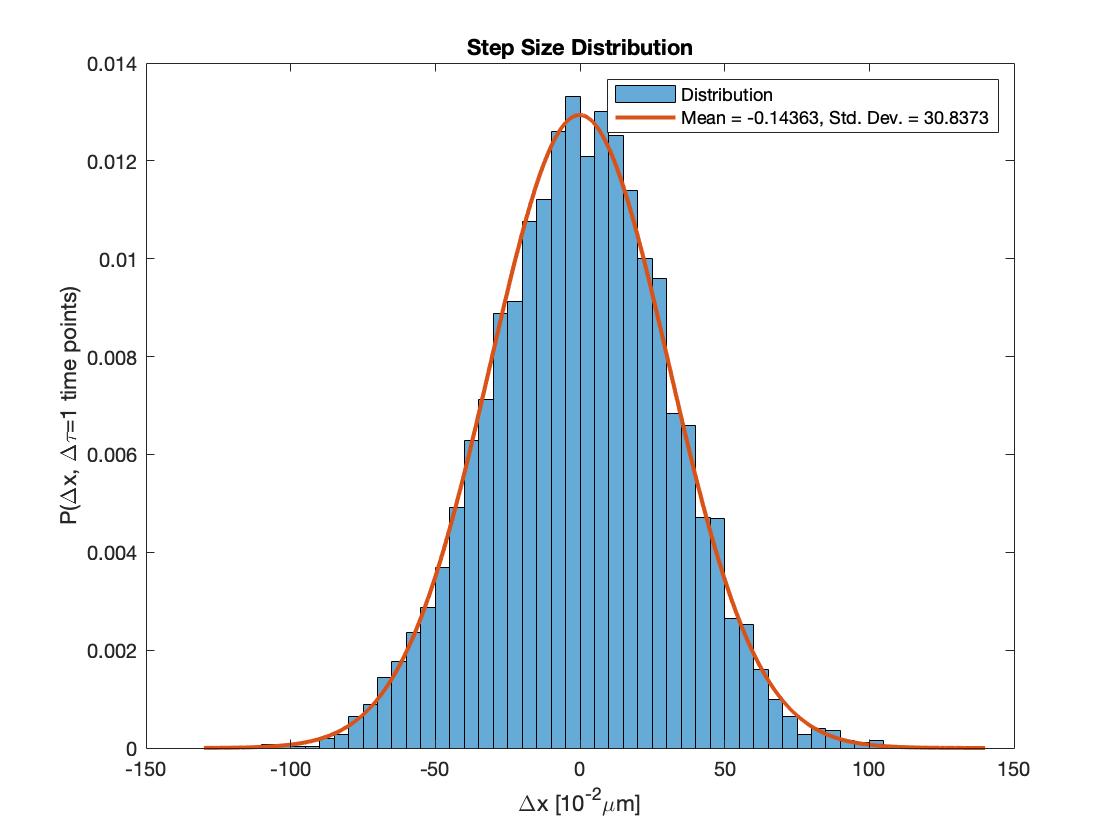 Step Size Distribution
0.014
0.012
0.01
0.008
0.006
0.004
0.002
0
P(Δx, Δτ=1 time points)
Distribution
Mean = -0.14363, Std. Dev. = 30.8373
-150 -100 -50 0 50 100 150
Δx [10⁻²μm]